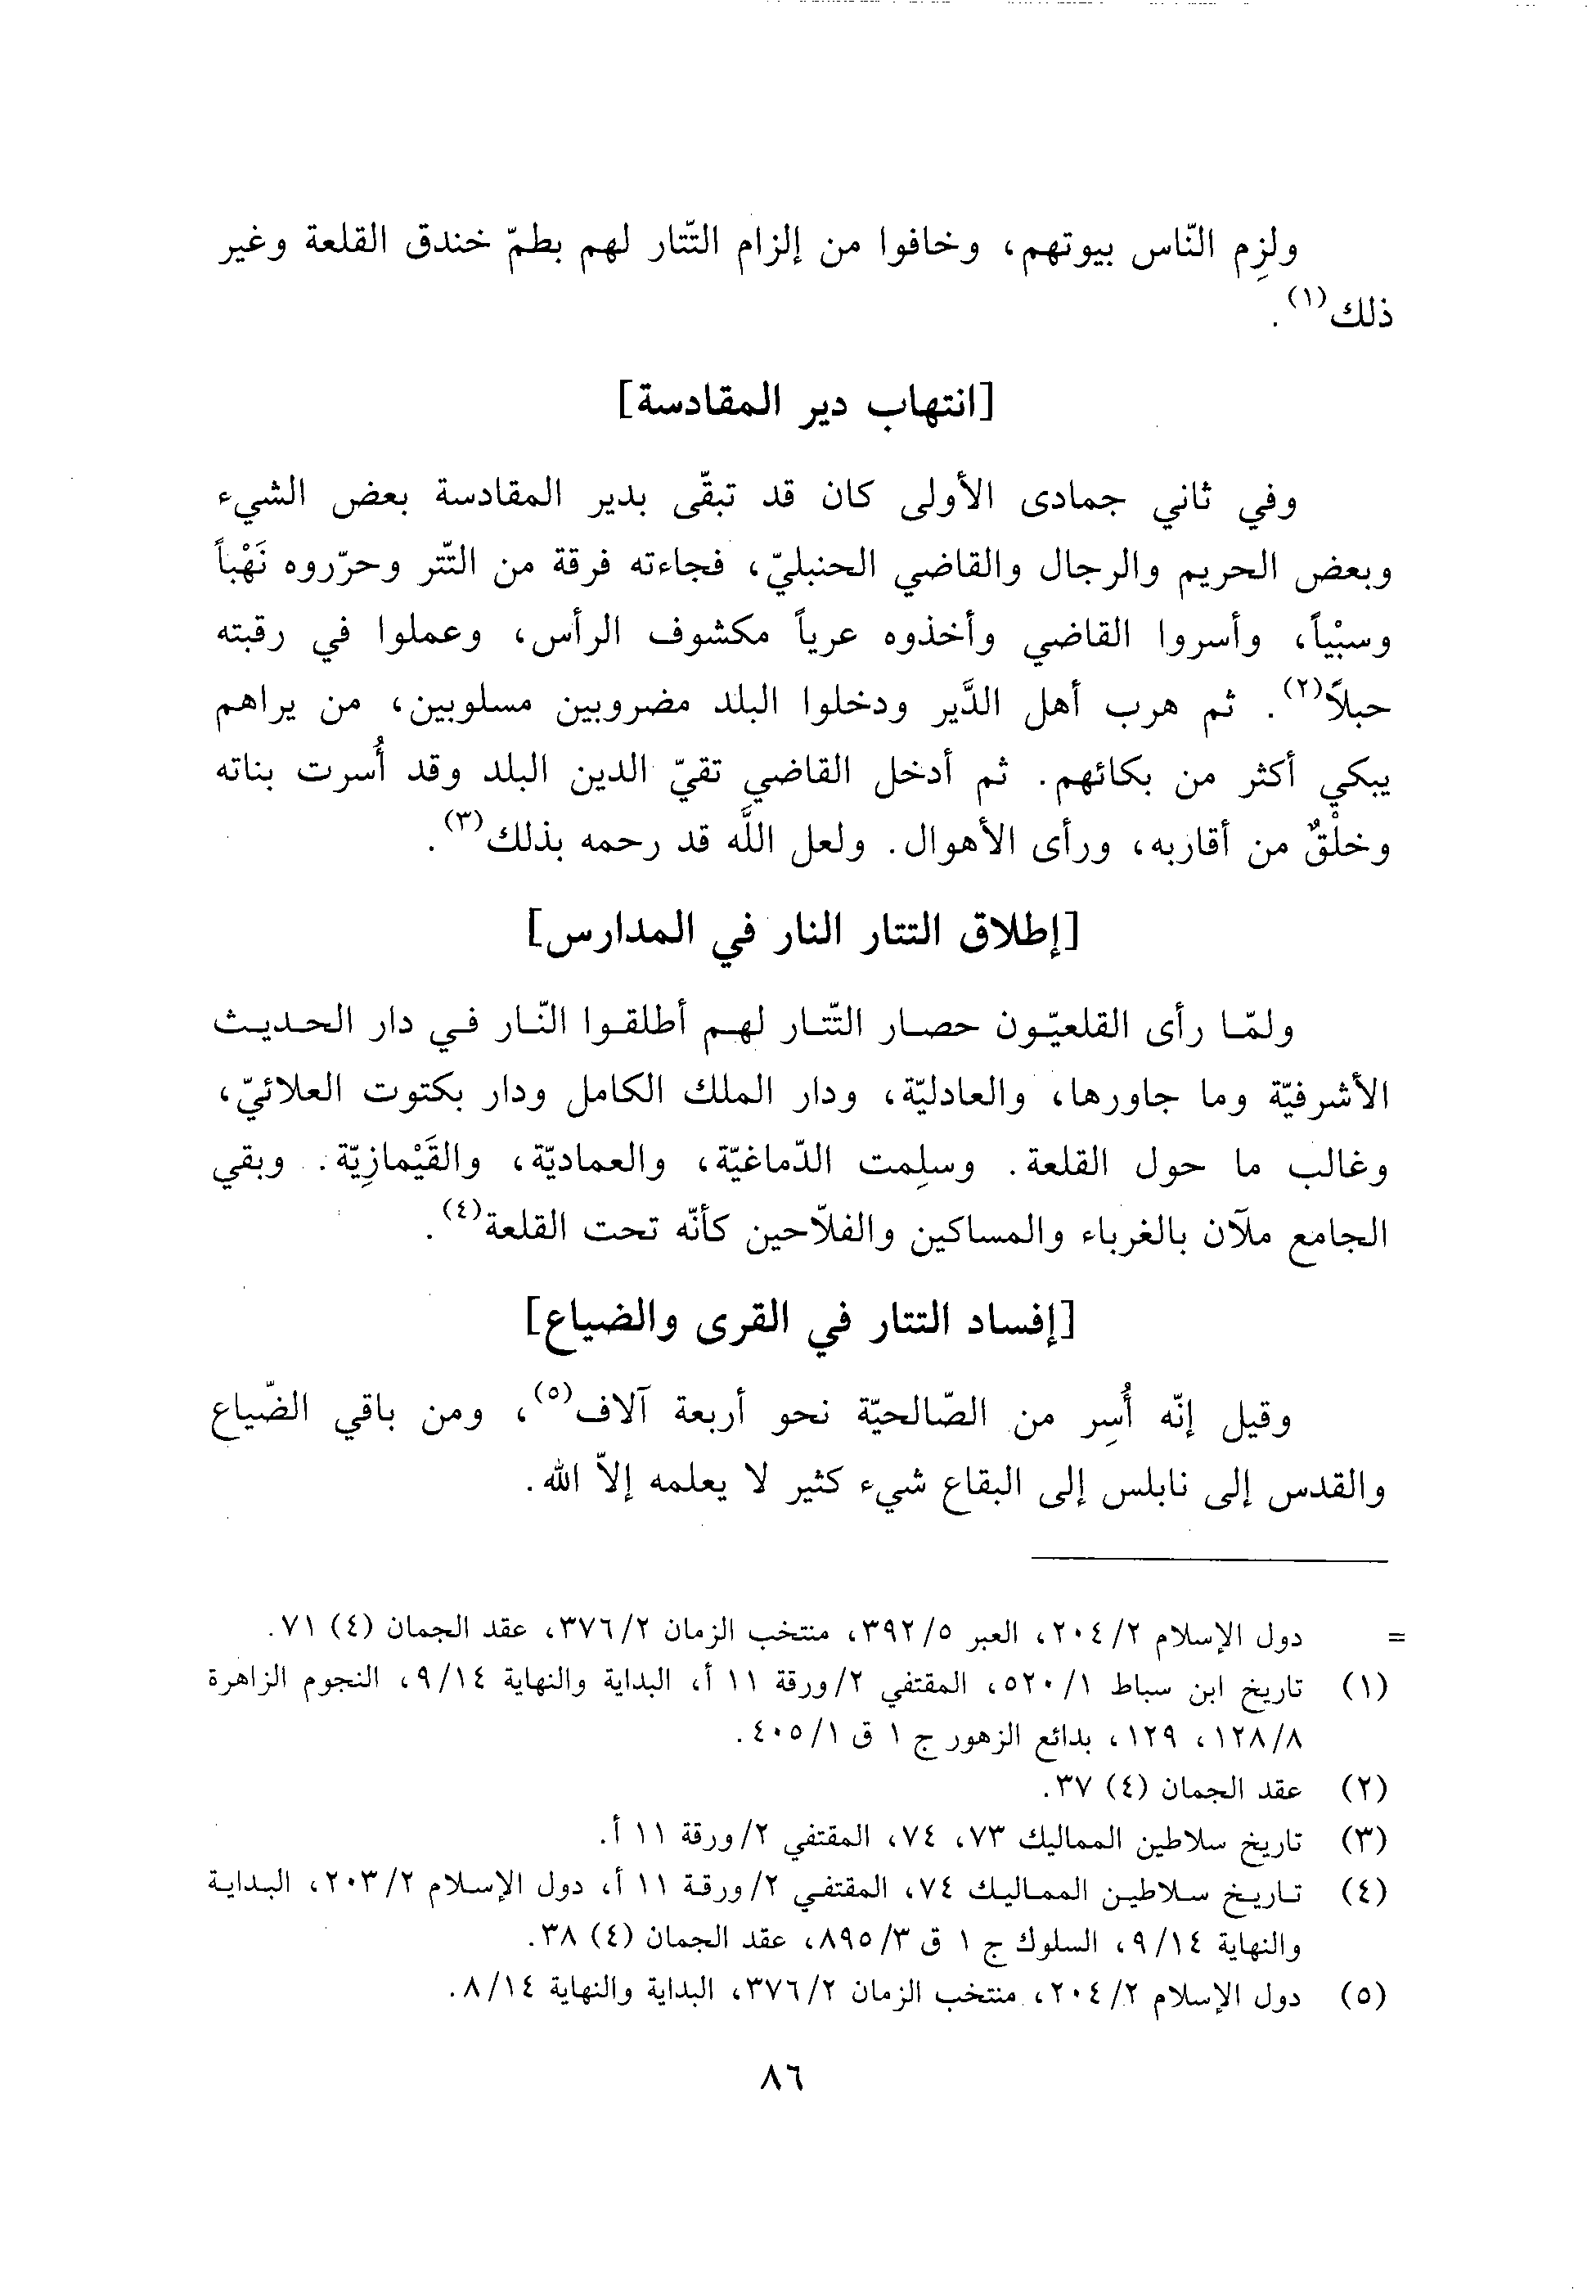 ولزِم النّاس بيوتهم، وخافوا من إلزام التّتار لهم بطمّ خندق القلعة وغير
ذلك(١).
[انتهاب دير المقادسة]
وفي ثاني جمادى الأولى كان قد تبقّى بدير المقادسة بعض الشيء
وبعض الحريم والرجال والقاضي الحنبليّ، فجاءته فرقة من التّتر وحرّروه نَهْباً
وسبْياً، وأسروا القاضي وأخذوه عرياً مكشوف الرأس، وعملوا في رقبته
حبلاً(٢). ثم هرب أهل الدَّير ودخلوا البلد مضروبين مسلوبين، من يراهم
يبكي أكثر من بكائهم. ثم أدخل القاضي تقيّ الدين البلد وقد أُسرت بناته
وخلْقٌ من أقاربه، ورأى الأهوال. ولعل اللَّه قد رحمه بذلك(٣).
[إطلاق التتار النار في المدارس]
ولمّا رأى القلعيّون حصار التّتار لهم أطلقوا النّار في دار الحديث
الأشرفيّة وما جاورها، والعادليّة، ودار الملك الكامل ودار بكتوت العلائيّ،
وغالب ما حول القلعة. وسلِمت الدّماغيّة، والعماديّة، والقَيْمازِيّة. وبقي
الجامع ملآن بالغرباء والمساكين والفلاّحين كأنّه تحت القلعة(٤).
[إفساد التتار في القرى والضياع]
وقيل إنّه أُسِر من الصّالحيّة نحو أربعة آلاف(٥)، ومن باقي الضّياع
والقدس إلى نابلس إلى البقاع شيء كثير لا يعلمه إلاّ الله.
= دول الإسلام ٢٠٤/٢، العبر ٣٩٢/٥، منتخب الزمان ٣٧٦/٢، عقد الجمان (٤) ٧١.
(١) تاريخ ابن سباط ٥٢٠/١، المقتفي ٢/ورقة ١١ أ، البداية والنهاية ٩/١٤، النجوم الزاهرة
١٢٨/٨، ١٢٩، بدائع الزهور ج ١ ق ٤٠٥/١.
(٢) عقد الجمان (٤) ٣٧.
(٣) تاريخ سلاطين المماليك ٧٣، ٧٤، المقتفي ٢/ورقة ١١ أ.
(٤) تاريخ سلاطين المماليك ٧٤، المقتفي ٢/ورقة ١١ أ، دول الإسلام ٢٠٣/٢، البداية
والنهاية ٩/١٤، السلوك ج ١ ق ٨٩٥/٣، عقد الجمان (٤) ٣٨.
(٥) دول الإسلام ٢٠٤/٢، منتخب الزمان ٣٧٦/٢، البداية والنهاية ٨/١٤.
٨٦